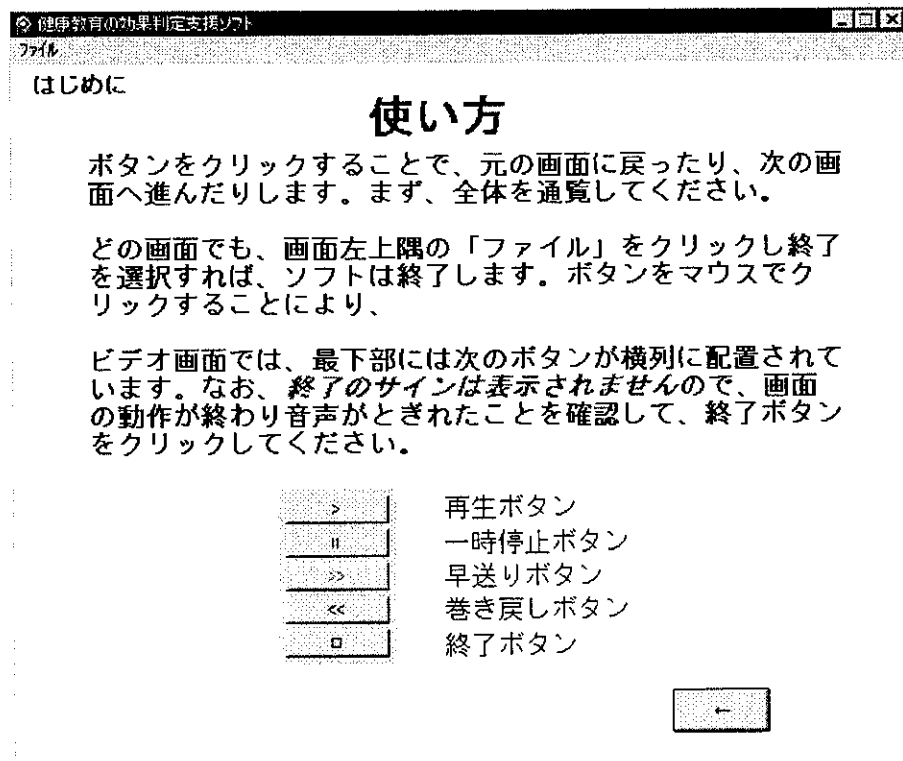 健康教育の効果判定支援ソフト
ファイル
はじめに
使い方
ボタンをクリックすることで、元の画面に戻ったり、次の画
面へ進んだりします。まず、全体を通覧してください。
どの画面でも、画面左上隅の「ファイル」をクリックし終了
を選択すれば、ソフトは終了します。ボタンをマウスでク
リックすることにより、
ビデオ画面では、最下部には次のボタンが横列に配置されて
います。なお、終了のサインは表示されませんので、画面
の動作が終わり音声がとぎれたことを確認して、終了ボタン
をクリックしてください。
> 再生ボタン
II 一時停止ボタン
>> 早送りボタン
<< 巻き戻しボタン
□ 終了ボタン
←